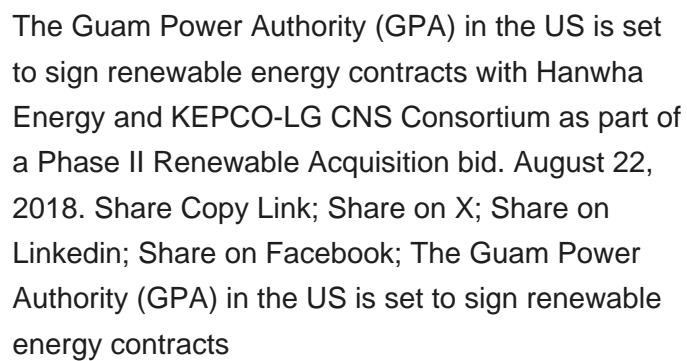 The Guam Power Authority (GPA) in the US is set
to sign renewable energy contracts with Hanwha
Energy and KEPCO-LG CNS Consortium as part of
a Phase II Renewable Acquisition bid. August 22,
2018. Share Copy Link; Share on X; Share on
Linkedin; Share on Facebook; The Guam Power
Authority (GPA) in the US is set to sign renewable
energy contracts